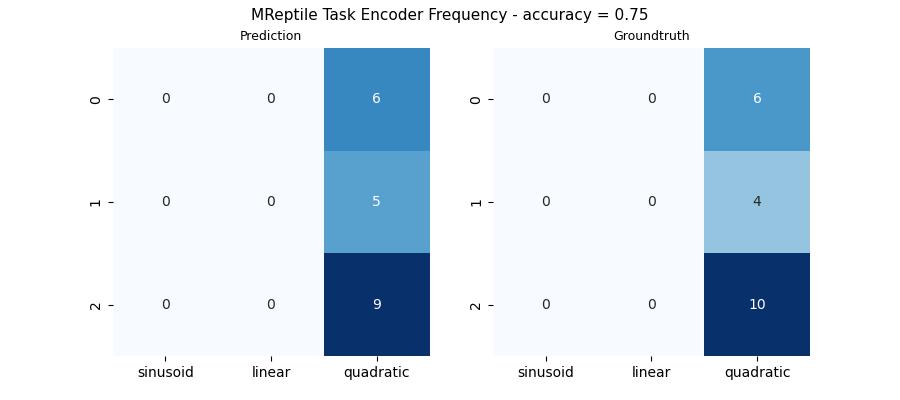 MReptile Task Encoder Frequency - accuracy = 0.75
Prediction
Groundtruth
0
0
0
6
0
0
0
6
1
0
0
5
1
0
0
4
2
0
0
9
2
0
0
10
sinusoid
linear
quadratic
sinusoid
linear
quadratic